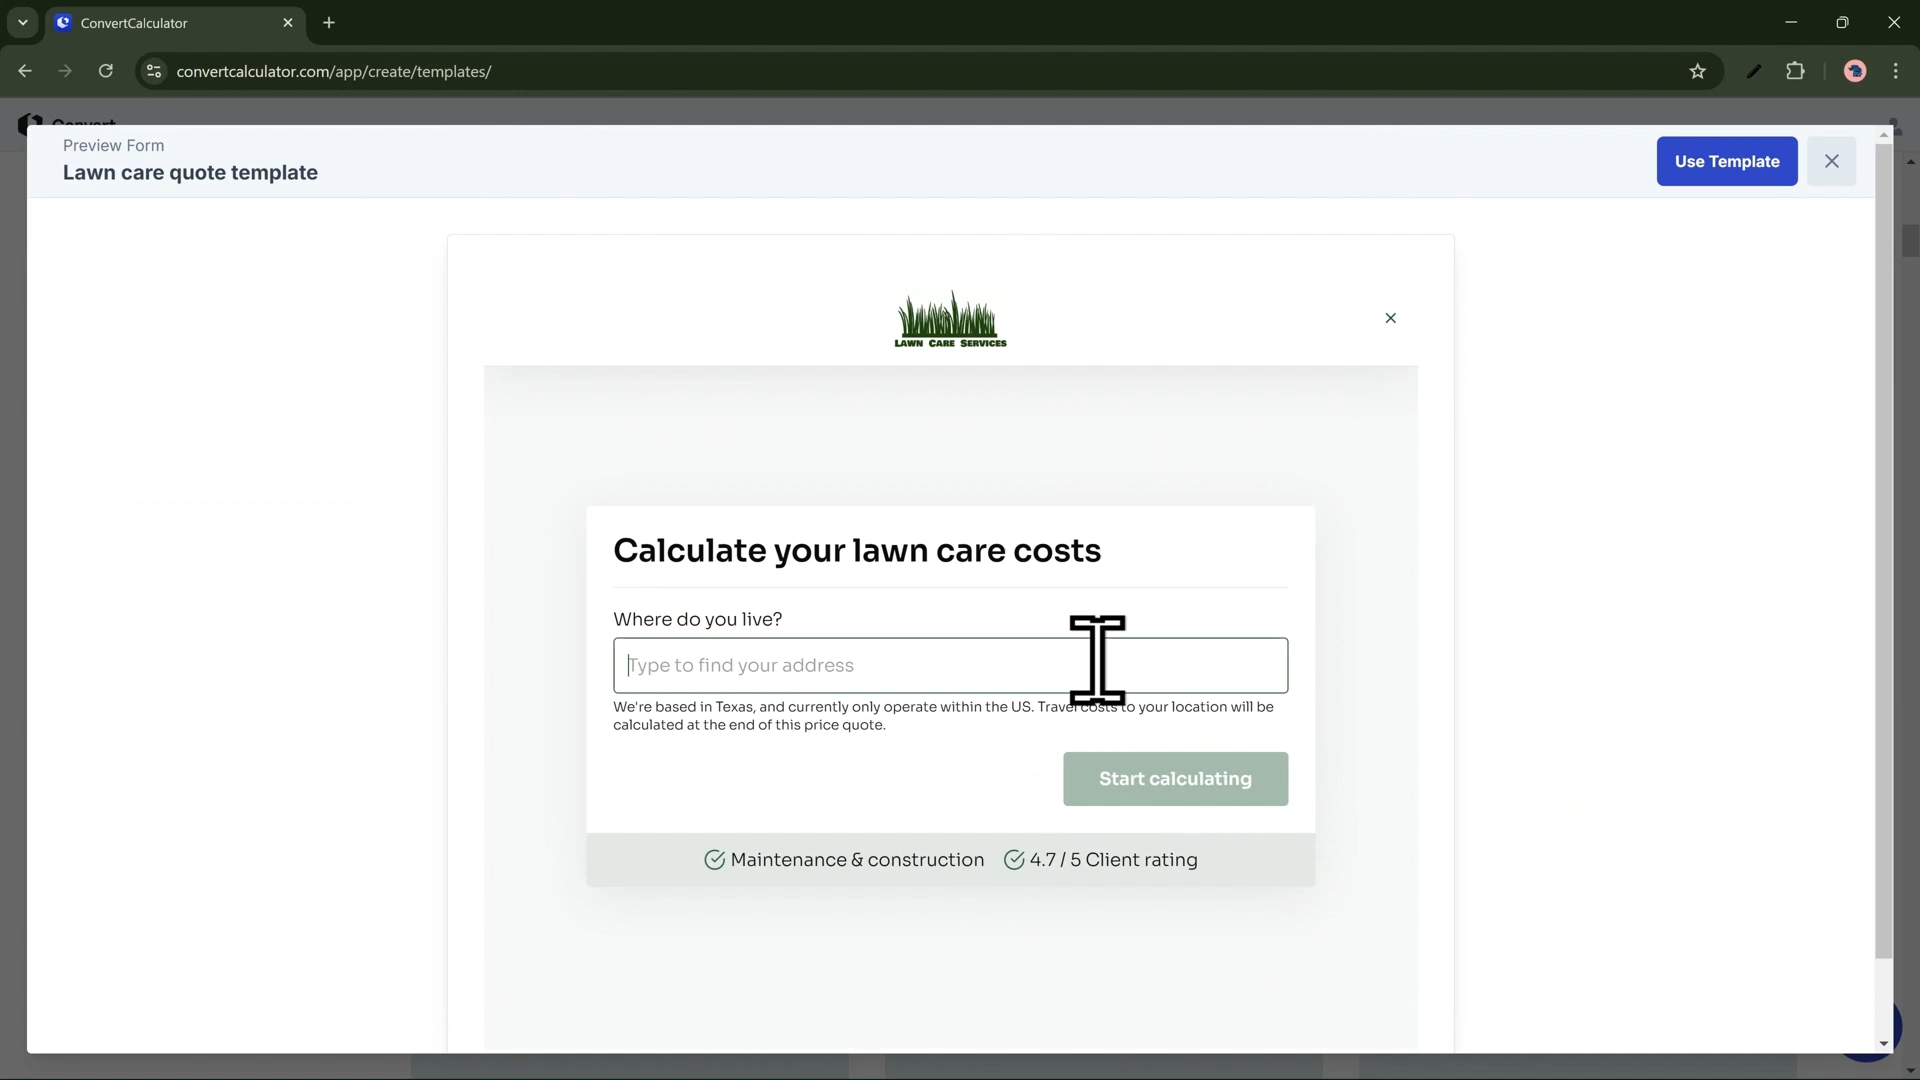 ConvertCalculator
convertcalculator.com/app/create/templates/
Convert
Preview Form
Lawn care quote template
Use Template
LAWN CARE SERVICES
Calculate your lawn care costs
Where do you live?
Type to find your address
We're based in Texas, and currently only operate within the US. Travel costs to your location will be
calculated at the end of this price quote.
Start calculating
Maintenance & construction
4.7 / 5 Client rating